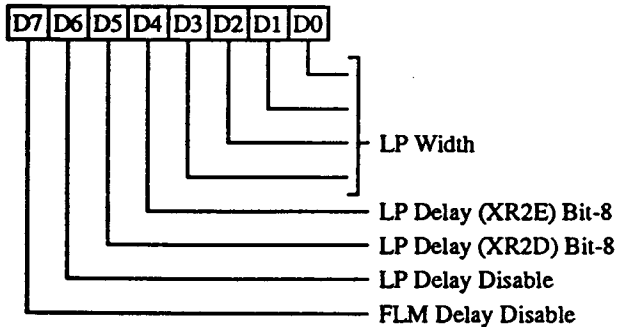 D7 D6 D5 D4 D3 D2 D1 D0
LP Width
LP Delay (XR2E) Bit-8
LP Delay (XR2D) Bit-8
LP Delay Disable
FLM Delay Disable